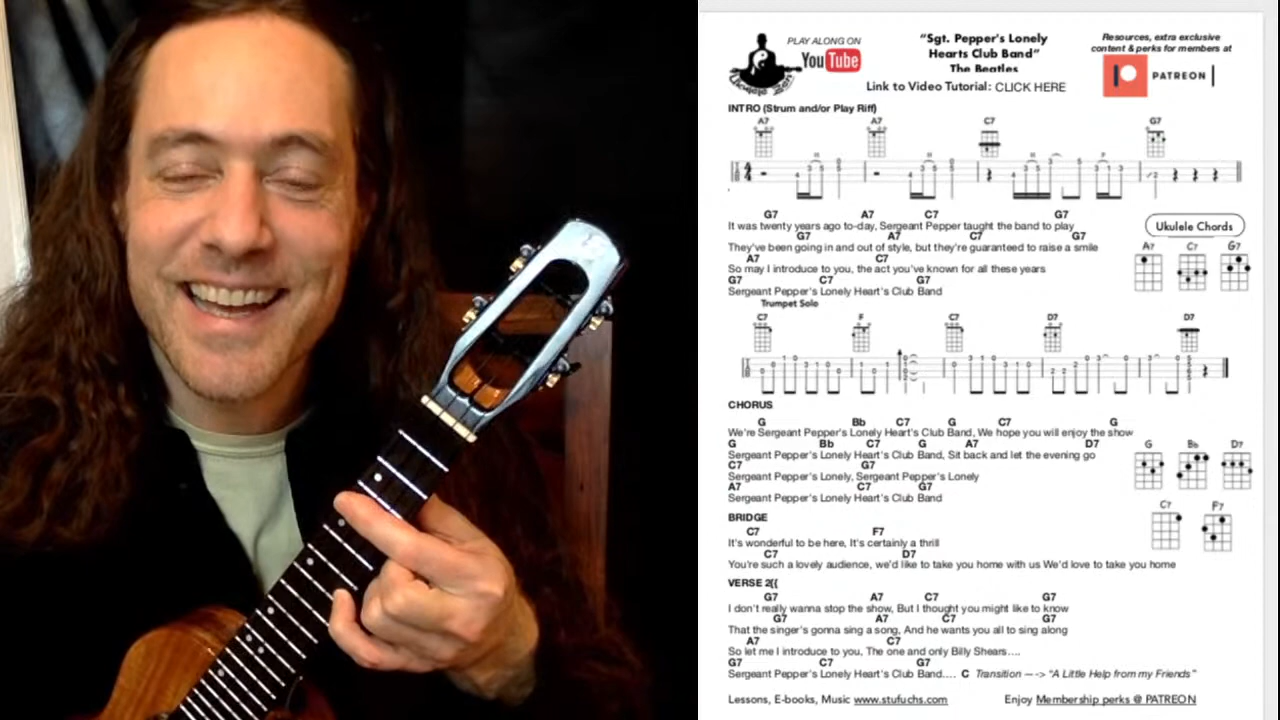 PLAY ALONG ON
YouTube
"Sgt. Pepper's Lonely
Hearts Club Band"
The Beatles
Link to Video Tutorial: CLICK HERE
Resources, extra exclusive
content & perks for members at
PATREON
INTRO (Strum and/or Play Riff)
A7 A7 C7 G7
G7 A7 C7 G7
It was twenty years ago to-day, Sergeant Pepper taught the band to play
G7 A7 C7 G7
They've been going in and out of style, but they're guaranteed to raise a smile
A7 C7
So may I introduce to you, the act you've known for all these years
G7 C7 G7
Sergeant Pepper's Lonely Heart's Club Band
Ukulele Chords
A7 C7 G7
Trumpet Solo
C7 F C7 D7 D7
CHORUS
G Bb C7 G C7 G
We're Sergeant Pepper's Lonely Heart's Club Band, We hope you will enjoy the show
G Bb C7 G A7 D7
Sergeant Pepper's Lonely Heart's Club Band, Sit back and let the evening go
C7 G7
Sergeant Pepper's Lonely, Sergeant Pepper's Lonely
A7 C7 G7
Sergeant Pepper's Lonely Heart's Club Band
G Bb D7
C7 F7
BRIDGE
C7 F7
It's wonderful to be here, It's certainly a thrill
C7 D7
You're such a lovely audience, we'd like to take you home with us We'd love to take you home
VERSE 2{{
G7 A7 C7 G7
I don't really wanna stop the show, But I thought you might like to know
G7 A7 C7 G7
That the singer's gonna sing a song, And he wants you all to sing along
A7 C7
So let me I introduce to you, The one and only Billy Shears....
G7 C7 G7
Sergeant Pepper's Lonely Heart's Club Band.... C Transition ---> "A Little Help from my Friends"
Lessons, E-books, Music www.stufuchs.com
Enjoy Membership perks @ PATREON